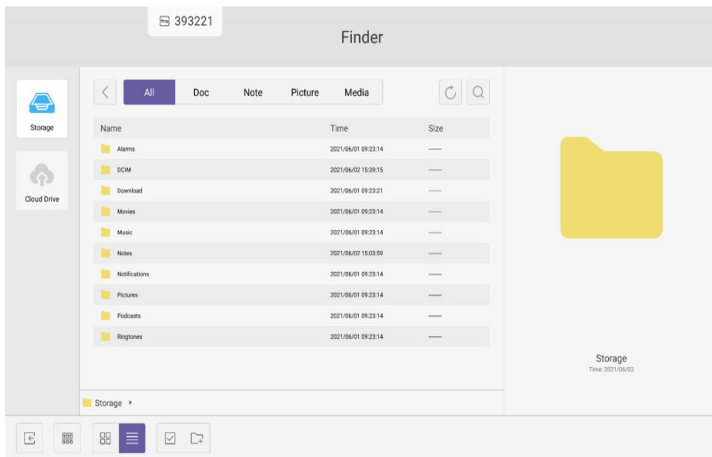 393221
Finder
All Doc Note Picture Media
Storage
Cloud Drive
Name Time Size
Alarms 2021/06/01 09:23:14 -----
DCIM 2021/06/02 15:39:15 -----
Download 2021/06/01 09:23:21 -----
Movies 2021/06/01 09:23:14 -----
Music 2021/06/01 09:23:14 -----
Notes 2021/06/02 15:03:59 -----
Notifications 2021/06/01 09:23:14 -----
Pictures 2021/06/01 09:23:14 -----
Podcasts 2021/06/01 09:23:14 -----
Ringtones 2021/06/01 09:23:14 -----
Storage
Time: 2021/06/02
Storage